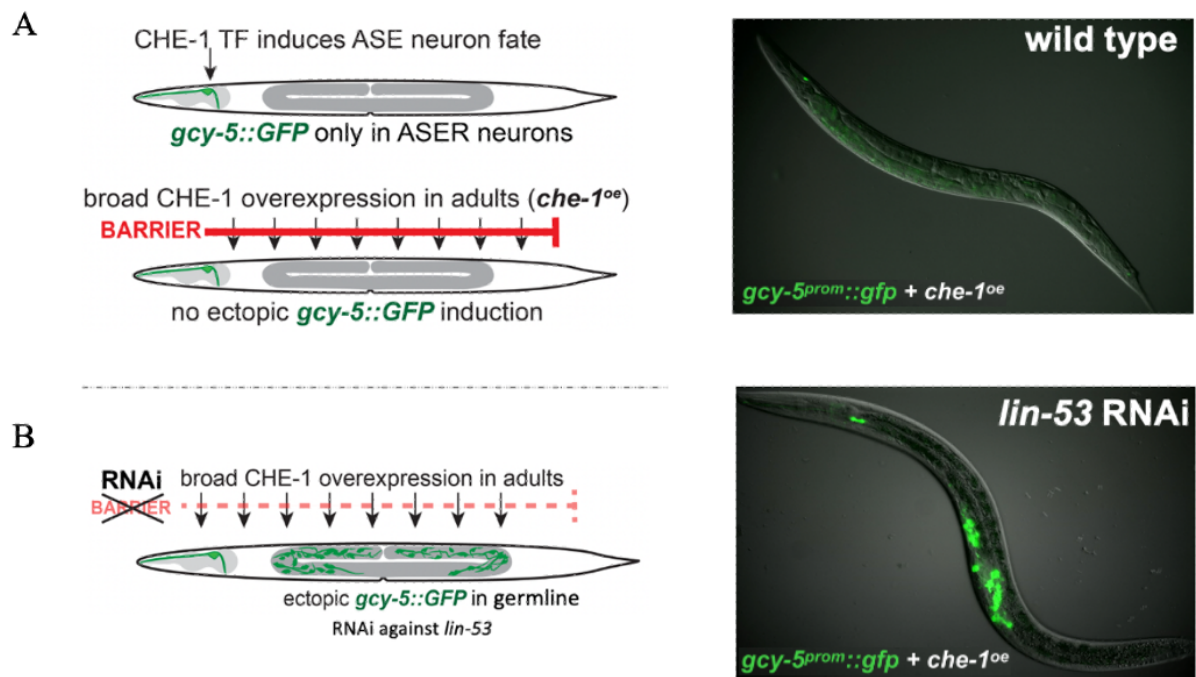 A
CHE-1 TF induces ASE neuron fate
gcy-5::GFP only in ASER neurons
broad CHE-1 overexpression in adults (che-1ᵒᵉ)
BARRIER
no ectopic gcy-5::GFP induction
wild type
gcy-5ᵖʳᵒᵐ::gfp + che-1ᵒᵉ
B
RNAi
BARRIER
broad CHE-1 overexpression in adults
ectopic gcy-5::GFP in germline
RNAi against lin-53
lin-53 RNAi
gcy-5ᵖʳᵒᵐ::gfp + che-1ᵒᵉ